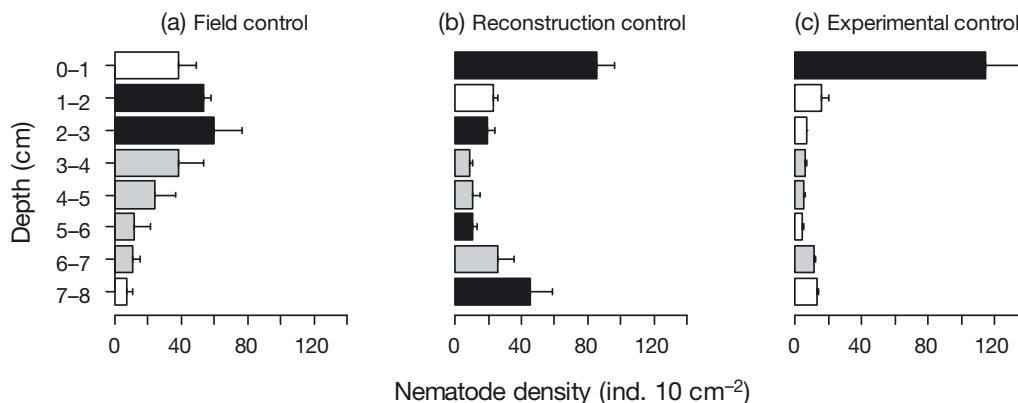 (a) Field control
(b) Reconstruction control
(c) Experimental control
Depth (cm)
0–1
1–2
2–3
3–4
4–5
5–6
6–7
7–8
0 40 80 120
0 40 80 120
0 40 80 120
Nematode density (ind. 10 cm⁻²)